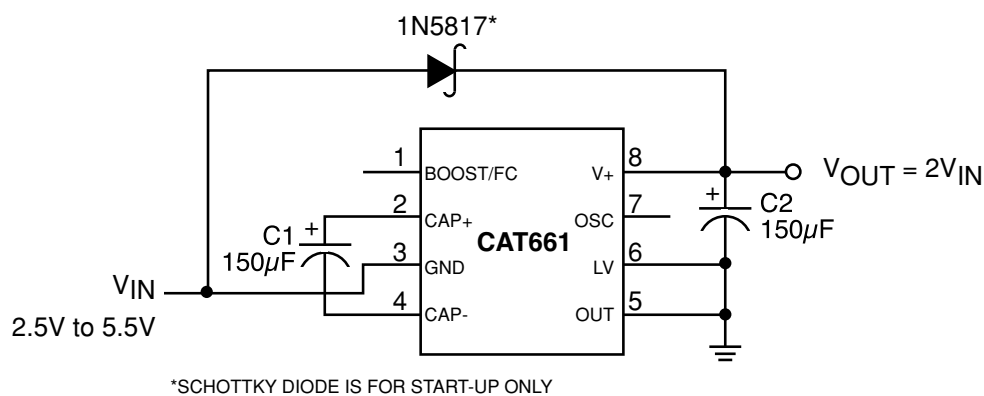 1N5817*
1
BOOST/FC
2
CAP+
3
GND
4
CAP-
CAT661
8
V+
7
OSC
6
LV
5
OUT
+
C1
150µF
VIN
2.5V to 5.5V
VOUT = 2VIN
+
C2
150µF
*SCHOTTKY DIODE IS FOR START-UP ONLY